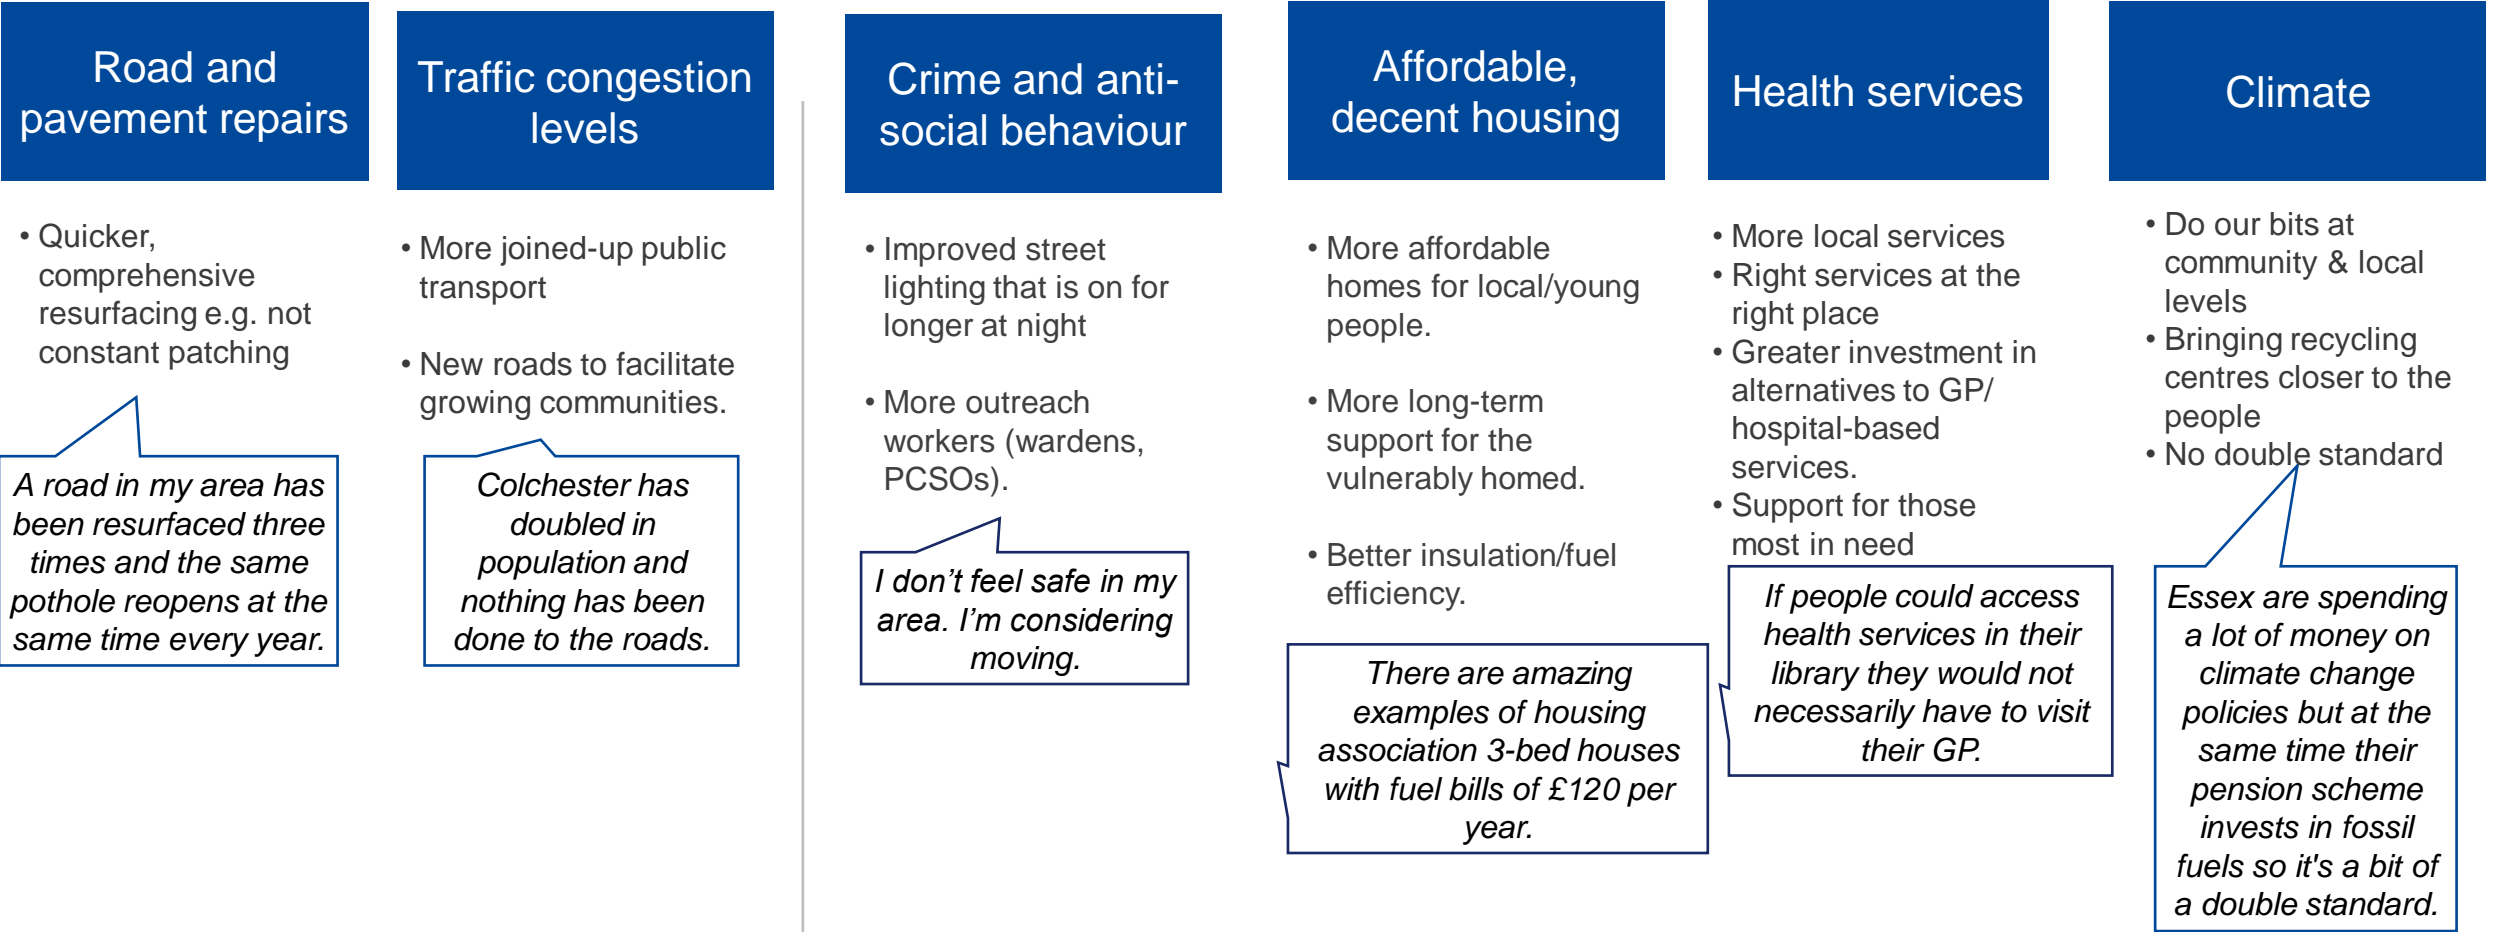 Road and
pavement repairs
• Quicker,
comprehensive
resurfacing e.g. not
constant patching
A road in my area has
been resurfaced three
times and the same
pothole reopens at the
same time every year.
Traffic congestion
levels
• More joined-up public
transport
• New roads to facilitate
growing communities.
Colchester has
doubled in
population and
nothing has been
done to the roads.
Crime and anti-
social behaviour
• Improved street
lighting that is on for
longer at night
• More outreach
workers (wardens,
PCSOs).
I don’t feel safe in my
area. I’m considering
moving.
Affordable,
decent housing
• More affordable
homes for local/young
people.
• More long-term
support for the
vulnerably homed.
• Better insulation/fuel
efficiency.
There are amazing
examples of housing
association 3-bed houses
with fuel bills of £120 per
year.
Health services
• More local services
• Right services at the
right place
• Greater investment in
alternatives to GP/
hospital-based
services.
• Support for those
most in need
If people could access
health services in their
library they would not
necessarily have to visit
their GP.
Climate
• Do our bits at
community & local
levels
• Bringing recycling
centres closer to the
people
• No double standard
Essex are spending
a lot of money on
climate change
policies but at the
same time their
pension scheme
invests in fossil
fuels so it's a bit of
a double standard.